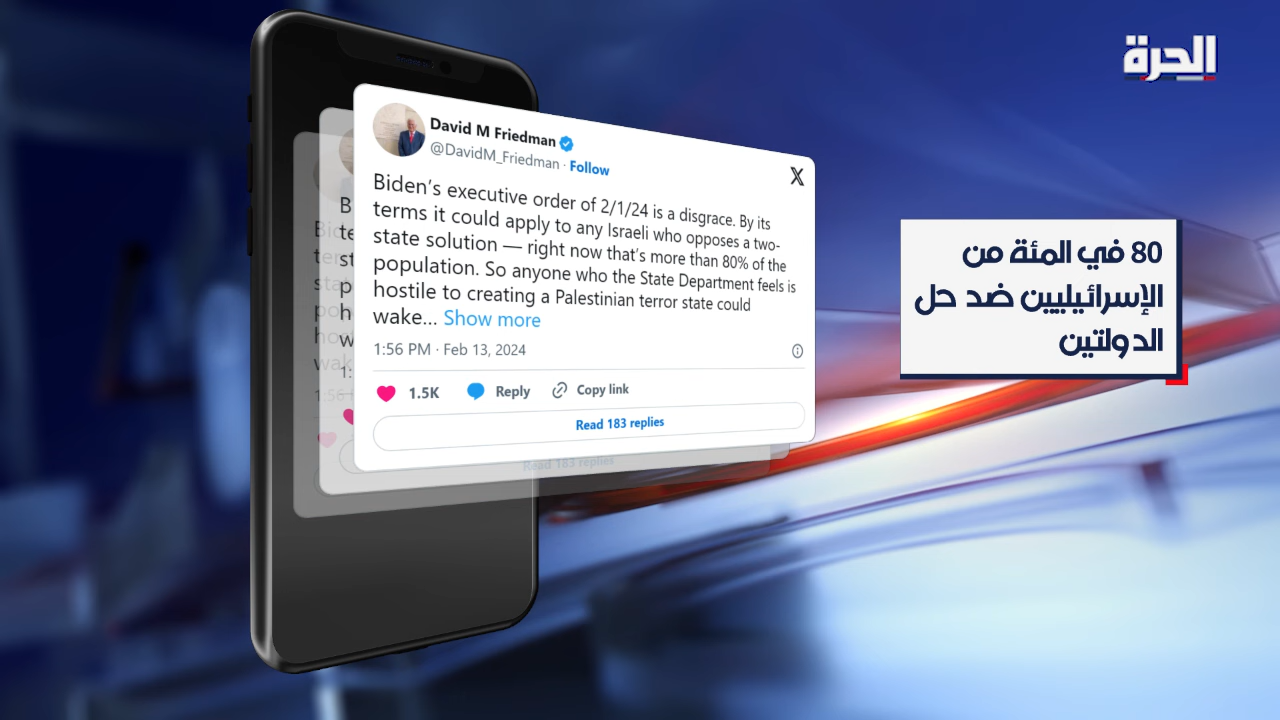 الحرة
David M Friedman
@DavidM_Friedman · Follow
Biden's executive order of 2/1/24 is a disgrace. By its
terms it could apply to any Israeli who opposes a two-
state solution — right now that's more than 80% of the
population. So anyone who the State Department feels is
hostile to creating a Palestinian terror state could
wake... Show more
1:56 PM · Feb 13, 2024
1.5K Reply Copy link
Read 183 replies
80 في المئة من
الإسرائيليين ضد حل
الدولتين